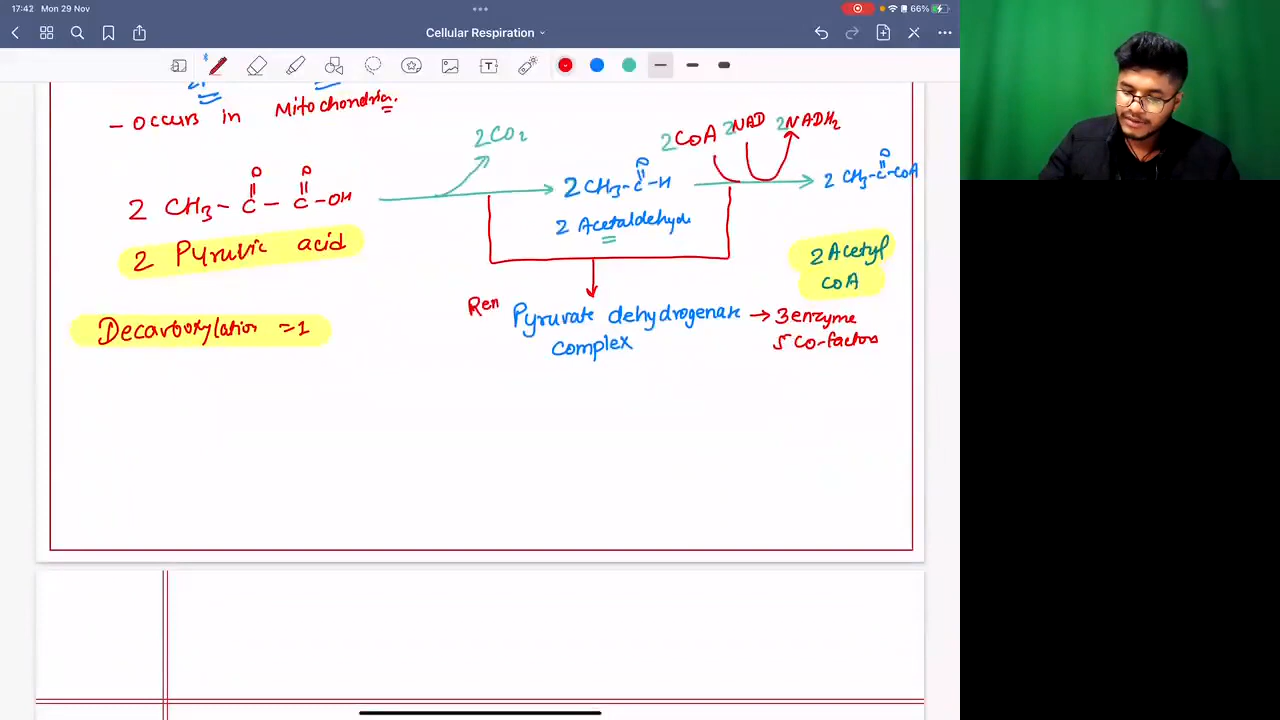 17:42 Mon 29 Nov
66%
Cellular Respiration
- Occurs in Mitochondria.
2CO2
2CoA 2NAD 2NADH2
2 CH3 - C - C - OH
O O
2 CH3 - C - H
O
2 CH3 - C - CoA
O
2 Pyruvic acid
2 Acetaldehyde
2 Acetyl
CoA
Ren
Pyruvate dehydrogenate → 3 enzyme
complex
5 Co-factors
Decarboxylation = 1